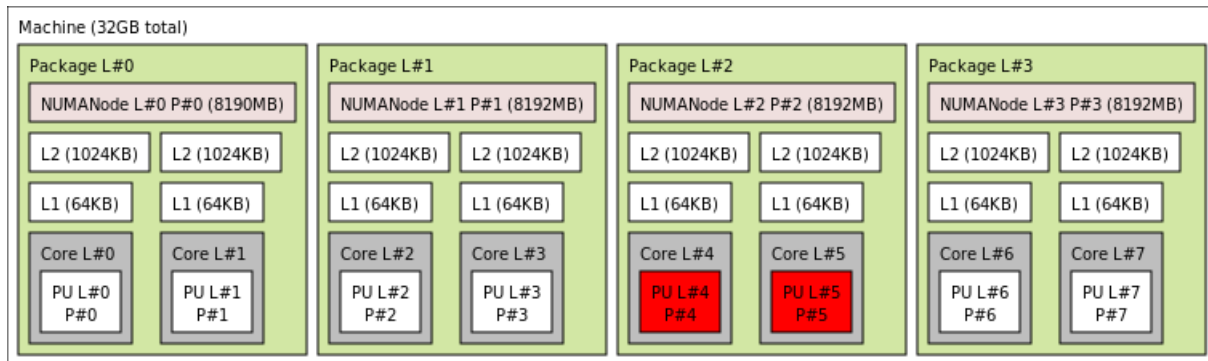 Machine (32GB total)
Package L#0
NUMANode L#0 P#0 (8190MB)
L2 (1024KB)
L2 (1024KB)
L1 (64KB)
L1 (64KB)
Core L#0
PU L#0
P#0
Core L#1
PU L#1
P#1
Package L#1
NUMANode L#1 P#1 (8192MB)
L2 (1024KB)
L2 (1024KB)
L1 (64KB)
L1 (64KB)
Core L#2
PU L#2
P#2
Core L#3
PU L#3
P#3
Package L#2
NUMANode L#2 P#2 (8192MB)
L2 (1024KB)
L2 (1024KB)
L1 (64KB)
L1 (64KB)
Core L#4
PU L#4
P#4
Core L#5
PU L#5
P#5
Package L#3
NUMANode L#3 P#3 (8192MB)
L2 (1024KB)
L2 (1024KB)
L1 (64KB)
L1 (64KB)
Core L#6
PU L#6
P#6
Core L#7
PU L#7
P#7